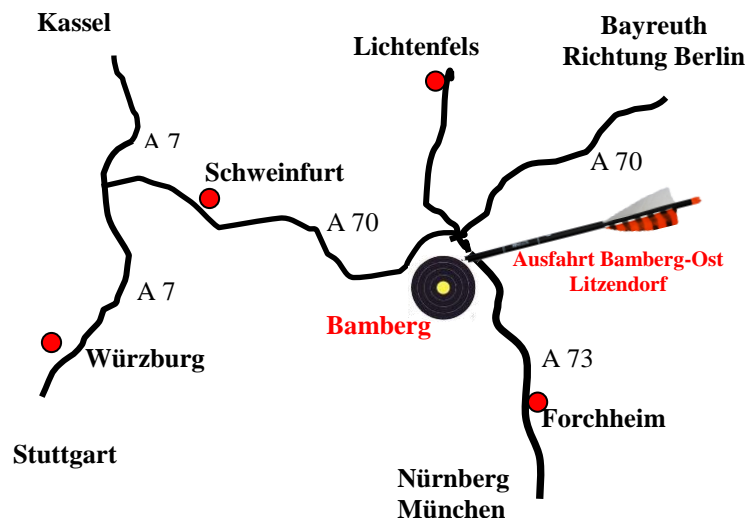 Kassel
Lichtenfels
Bayreuth
Richtung Berlin
A 7
Schweinfurt
A 70
A 70
Ausfahrt Bamberg-Ost
Litzendorf
A 7
Bamberg
Würzburg
A 73
Forchheim
Stuttgart
Nürnberg
München